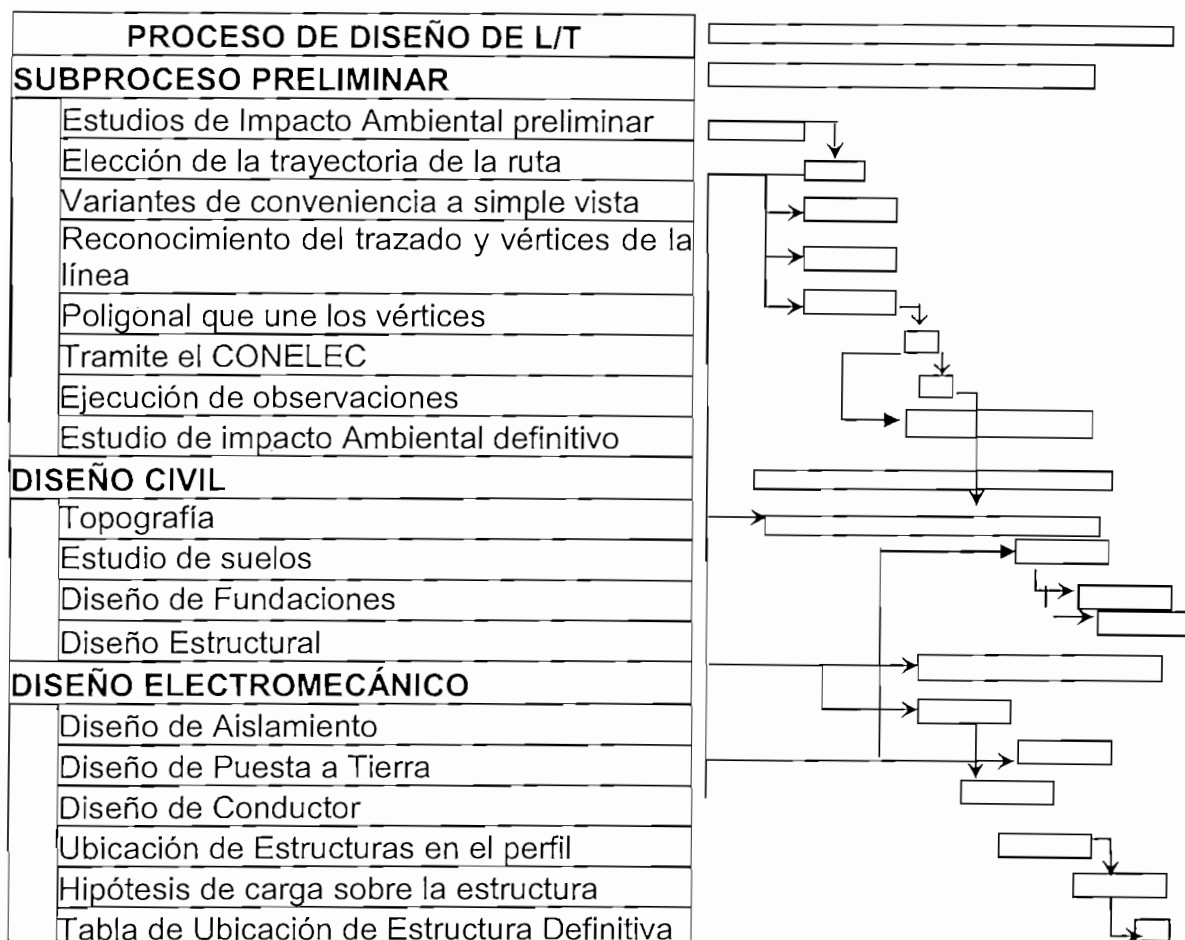 PROCESO DE DISEÑO DE L/T
SUBPROCESO PRELIMINAR
Estudios de Impacto Ambiental preliminar
Elección de la trayectoria de la ruta
Variantes de conveniencia a simple vista
Reconocimiento del trazado y vértices de la
línea
Poligonal que une los vértices
Tramite el CONELEC
Ejecución de observaciones
Estudio de impacto Ambiental definitivo
DISEÑO CIVIL
Topografía
Estudio de suelos
Diseño de Fundaciones
Diseño Estructural
DISEÑO ELECTROMECÁNICO
Diseño de Aislamiento
Diseño de Puesta a Tierra
Diseño de Conductor
Ubicación de Estructuras en el perfil
Hipótesis de carga sobre la estructura
Tabla de Ubicación de Estructura Definitiva